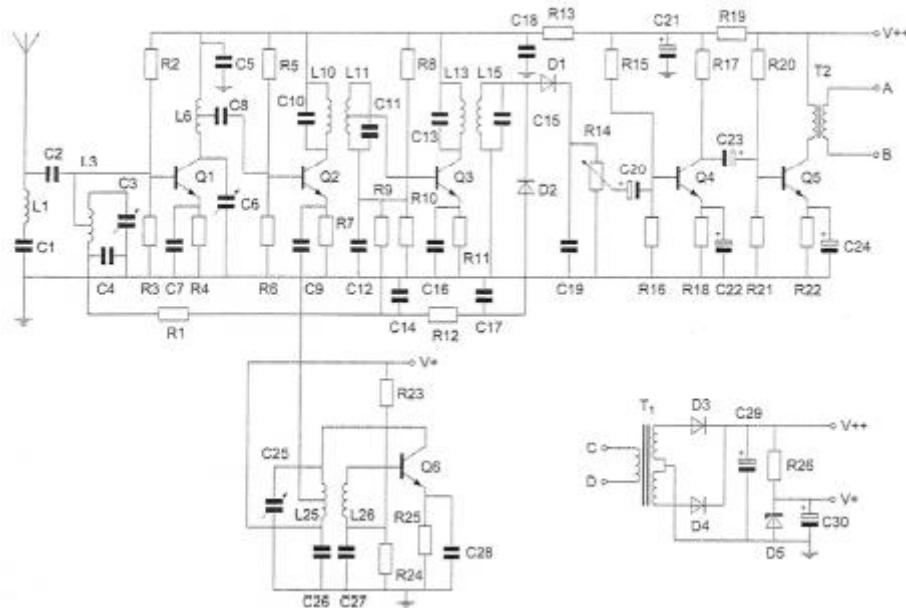 C18 R13 C21 R19
V++
R2 C5 R5 L10 L11 R8 L13 L15 D1 R15 R17 R20 T2
L6 C8 C10 C11 C13 C15
A
C2 L3 R14 C23
B
C3 Q1 Q2 Q3 C20 Q4 Q5
C6 R9 D2
L1 R7 R10
C1 R11 C24
C4 R3 C7 R4 R6 C9 C12 C16 C19 R16 R18 C22 R21 R22
R1 C14 R12 C17
V*
R23
T1 D3 C29
V++
C25 Q6
C
R26
D
V*
L25 L26 R25
D4 C30
C28 D5
R24
C26 C27